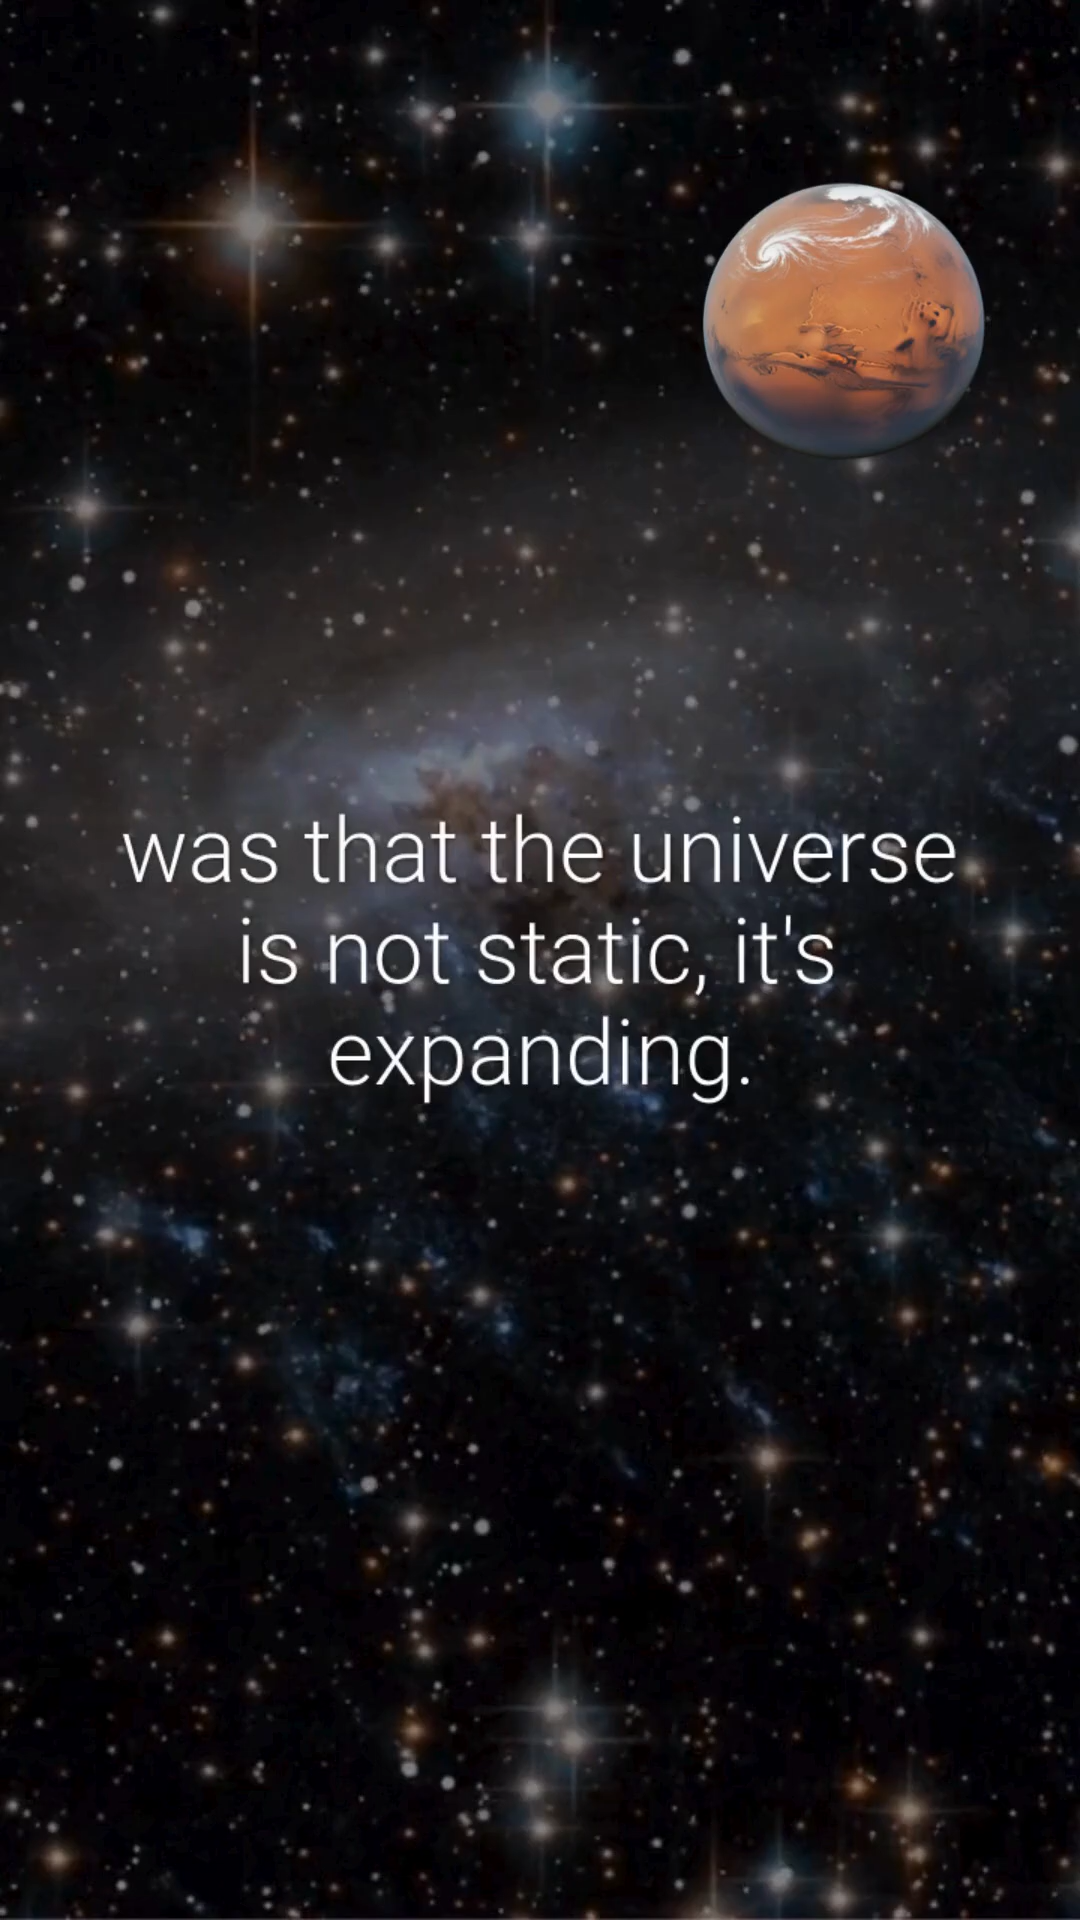 was that the universe
is not static, it's
expanding.